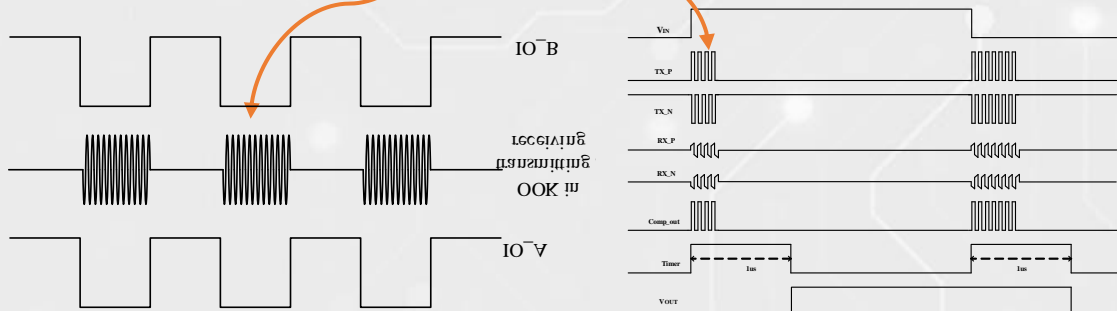 IO_A
OOK in
transmitting
receiving
IO_B
VIN
TX_P
TX_N
RX_P
RX_N
Comp_out
Timer
1us
1us
VOUT